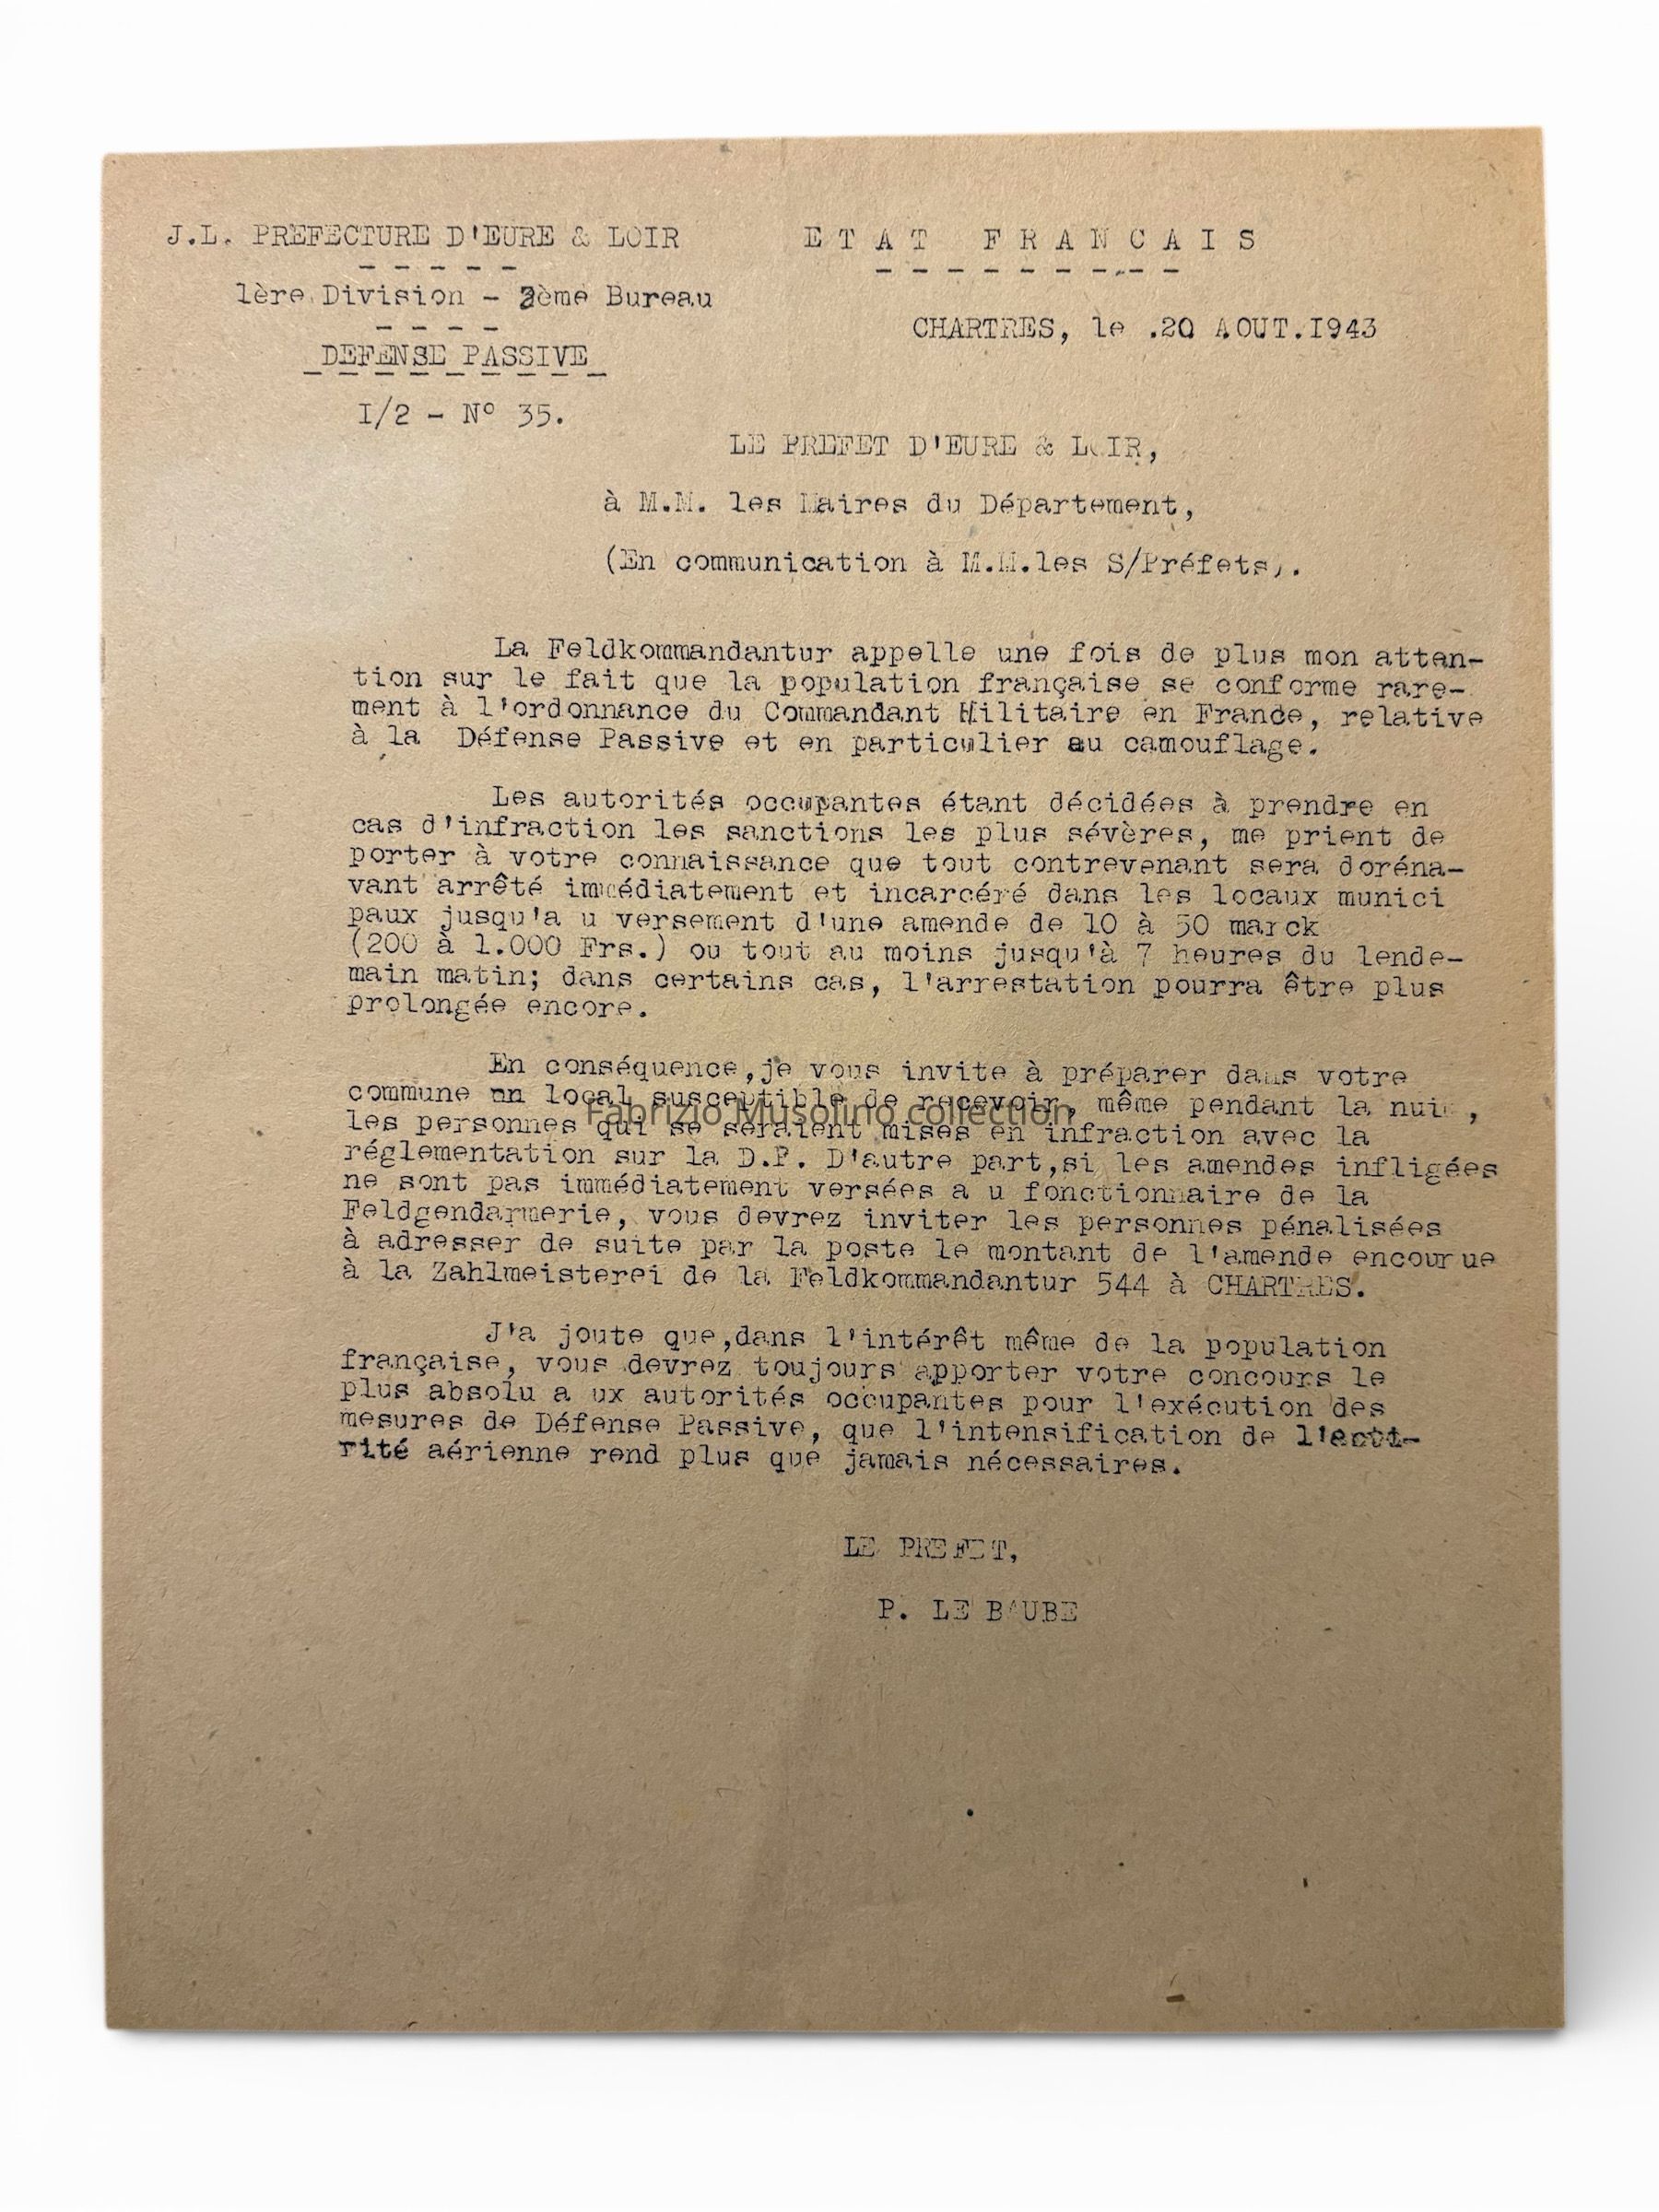 J.L. PREFECTURE D'EURE & LOIR
ETAT FRANCAIS
1ère Division - 2ème Bureau
CHARTRES, le .20 AOUT.1943
DEFENSE PASSIVE
I/2 - N° 35.
LE PREFET D'EURE & LOIR,
à M.M. les Maires du Département,
(En communication à M.M.les S/Préfets).
La Feldkommandantur appelle une fois de plus mon atten-
tion sur le fait que la population française se conforme rare-
ment à l'ordonnance du Commandant Militaire en France, relative
à la Défense Passive et en particulier au camouflage.
Les autorités occupantes étant décidées à prendre en
cas d'infraction les sanctions les plus sévères, me prient de
porter à votre connaissance que tout contrevenant sera doréna-
vant arrêté immédiatement et incarcéré dans les locaux munici
paux jusqu'a u versement d'une amende de 10 à 50 marck
(200 à 1.000 Frs.) ou tout au moins jusqu'à 7 heures du lende-
main matin; dans certains cas, l'arrestation pourra être plus
prolongée encore.
En conséquence,je vous invite à préparer dans votre
commune un local susceptible de recevoir, même pendant la nuit ,
Fabrizio Musolino collection
les personnes qui se seraient mises en infraction avec la
réglementation sur la D.P. D'autre part,si les amendes infligées
ne sont pas immédiatement versées a u fonctionnaire de la
Feldgendarmerie, vous devrez inviter les personnes pénalisées
à adresser de suite par la poste le montant de l'amende encour ue
à la Zahlmeisterei de la Feldkommandantur 544 à CHARTRES.
J'a joute que,dans l'intérêt même de la population
française, vous devrez toujours apporter votre concours le
plus absolu a ux autorités occupantes pour l'exécution des
mesures de Défense Passive, que l'intensification de
aérienne rend plus que jamais nécessaires.
LE PREFET,
P. LE BAUBE